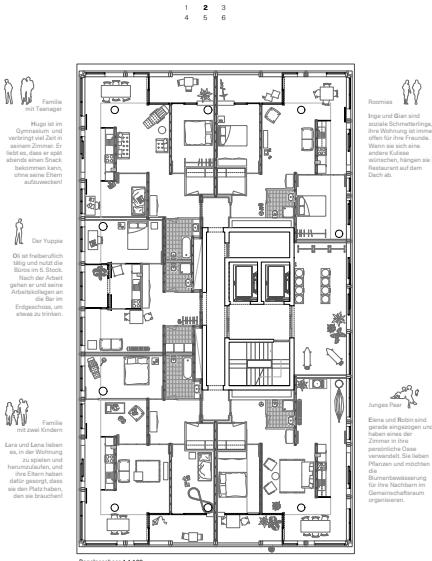 1 2 3
4 5 6
Familie
mit Teenager
Hugo ist im
Gymnasium und
verbringt viel Zeit in
seinem Zimmer. Er
liebt es, dass er spät
abends einen Snack
bekommen kann,
ohne seine Eltern
aufzuwecken!
Roomies
Inge und Gian sind
soziale Schmetterlinge,
ihre Wohnung ist immer
offen für ihre Freunde.
Wenn sie sich eine
andere Kulisse
wünschen, hängen sie
Restaurant auf dem
Dach ab.
Der Yuppie
Oli ist freiberuflich
tätig und nutzt die
Büros im 5. Stock.
Nach der Arbeit
gehen er und seine
Arbeitskollegen an
die Bar im
Erdgeschoss, um
etwas zu trinken.
Familie
mit zwei Kindern
Lara und Lena lieben
es, in der Wohnung
zu spielen und
herumzulaufen, und
ihre Eltern haben
dafür gesorgt, dass
sie den Platz haben,
den sie brauchen!
Junges Paar
Elena und Robin sind
gerade eingezogen und
haben eines der
Zimmer in ihre
persönliche Oase
verwandelt. Sie lieben
Pflanzen und möchten
die
Blumenbewässerung
für ihre Nachbarn im
Gemeinschaftsraum
organisieren.